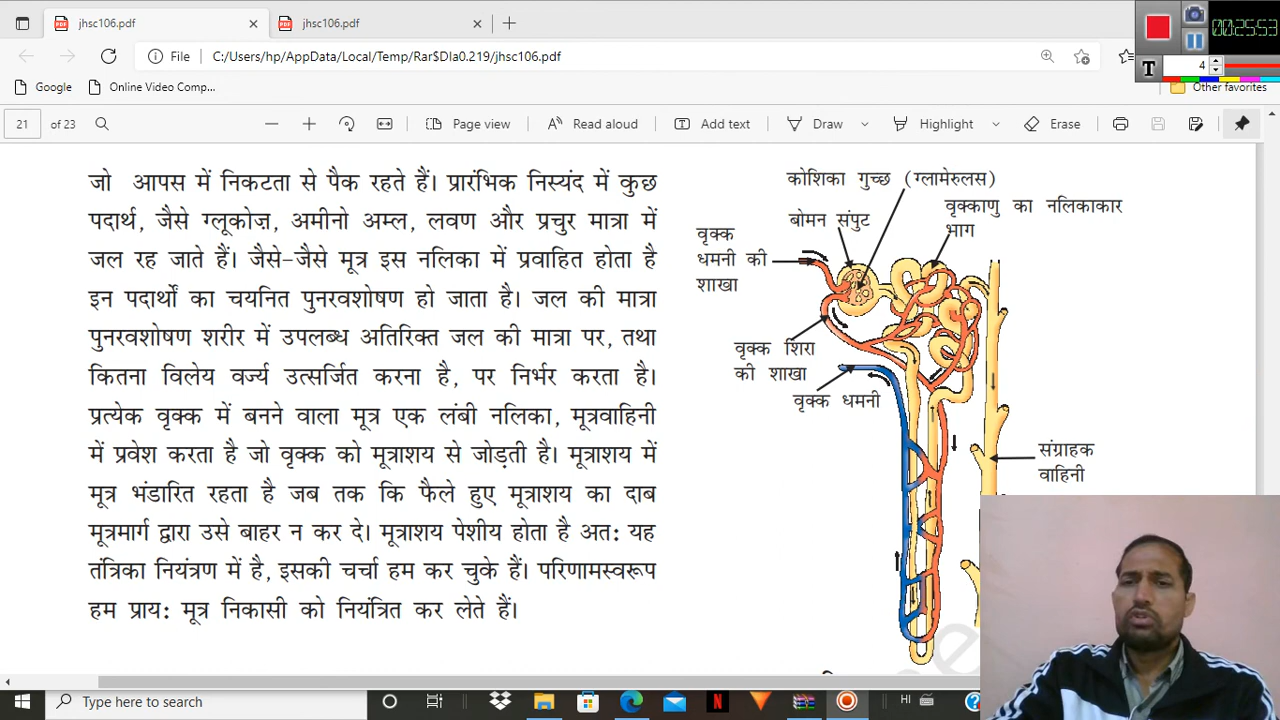 jhsc106.pdf
jhsc106.pdf
00:25:53
File
C:/Users/hp/AppData/Local/Temp/Rar$DIa0.219/jhsc106.pdf
T
4
Google
Online Video Comp...
Other favorites
21
of 23
Page view
Read aloud
Add text
Draw
Highlight
Erase
जो आपस में निकटता से पैक रहते हैं। प्रारंभिक निस्यंद में कुछ
पदार्थ, जैसे ग्लूकोज़, अमीनो अम्ल, लवण और प्रचुर मात्रा में
जल रह जाते हैं। जैसे-जैसे मूत्र इस नलिका में प्रवाहित होता है
इन पदार्थों का चयनित पुनरवशोषण हो जाता है। जल की मात्रा
पुनरवशोषण शरीर में उपलब्ध अतिरिक्त जल की मात्रा पर, तथा
कितना विलेय वर्ज्य उत्सर्जित करना है, पर निर्भर करता है।
प्रत्येक वृक्क में बनने वाला मूत्र एक लंबी नलिका, मूत्रवाहिनी
में प्रवेश करता है जो वृक्क को मूत्राशय से जोड़ती है। मूत्राशय में
मूत्र भंडारित रहता है जब तक कि फैले हुए मूत्राशय का दाब
मूत्रमार्ग द्वारा उसे बाहर न कर दे। मूत्राशय पेशीय होता है अत: यह
तंत्रिका नियंत्रण में है, इसकी चर्चा हम कर चुके हैं। परिणामस्वरूप
हम प्राय: मूत्र निकासी को नियंत्रित कर लेते हैं।
कोशिका गुच्छ (ग्लामेरुलस)
बोमन संपुट
वृक्काणु का नलिकाकार
भाग
वृक्क
धमनी की
शाखा
वृक्क शिरा
की शाखा
वृक्क धमनी
संग्राहक
वाहिनी
Type here to search
HI